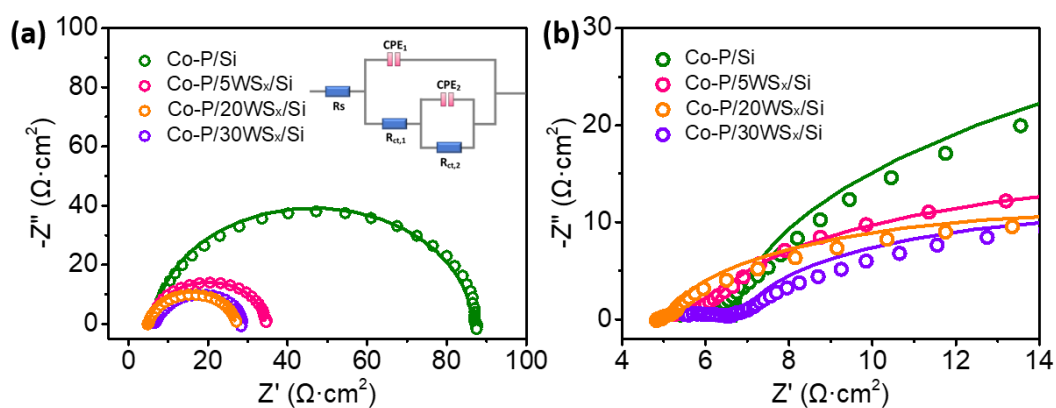 (a)
100
80
60
40
20
0
-Z'' (Ω·cm²)
0
20
40
60
80
100
Z' (Ω·cm²)
Co-P/Si
Co-P/5WSₓ/Si
Co-P/20WSₓ/Si
Co-P/30WSₓ/Si
CPE₁
Rs
CPE₂
R꜀ₜ,₁
R꜀ₜ,₂
(b)
30
20
10
0
-Z'' (Ω·cm²)
4
6
8
10
12
14
Z' (Ω·cm²)
Co-P/Si
Co-P/5WSₓ/Si
Co-P/20WSₓ/Si
Co-P/30WSₓ/Si